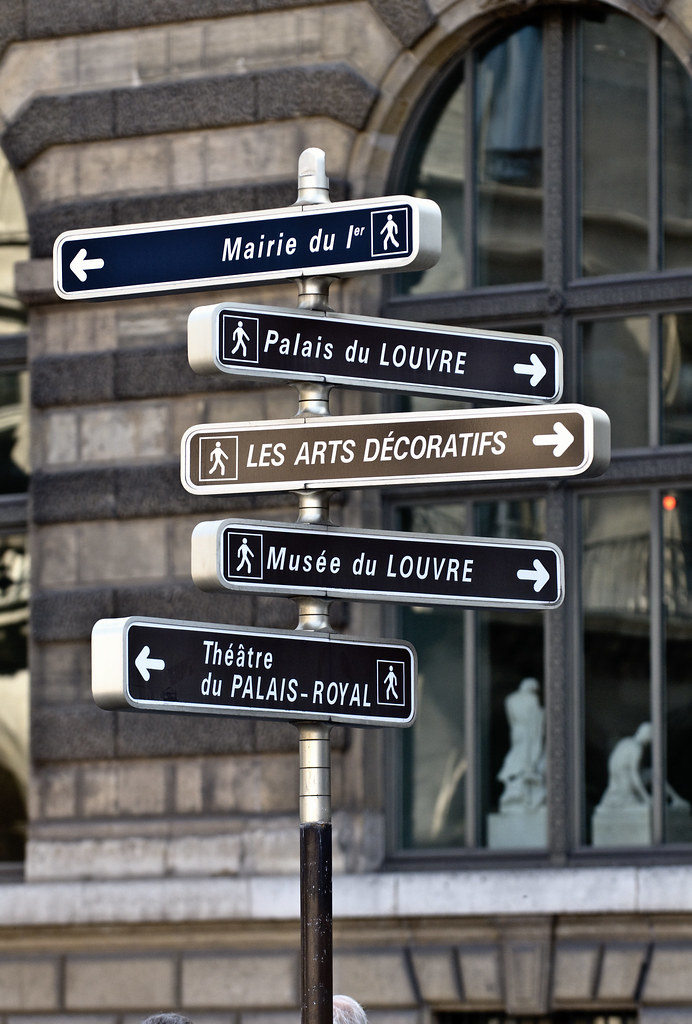 Mairie du Ier
Palais du LOUVRE
LES ARTS DÉCORATIFS
Musée du LOUVRE
Théâtre
du PALAIS-ROYAL